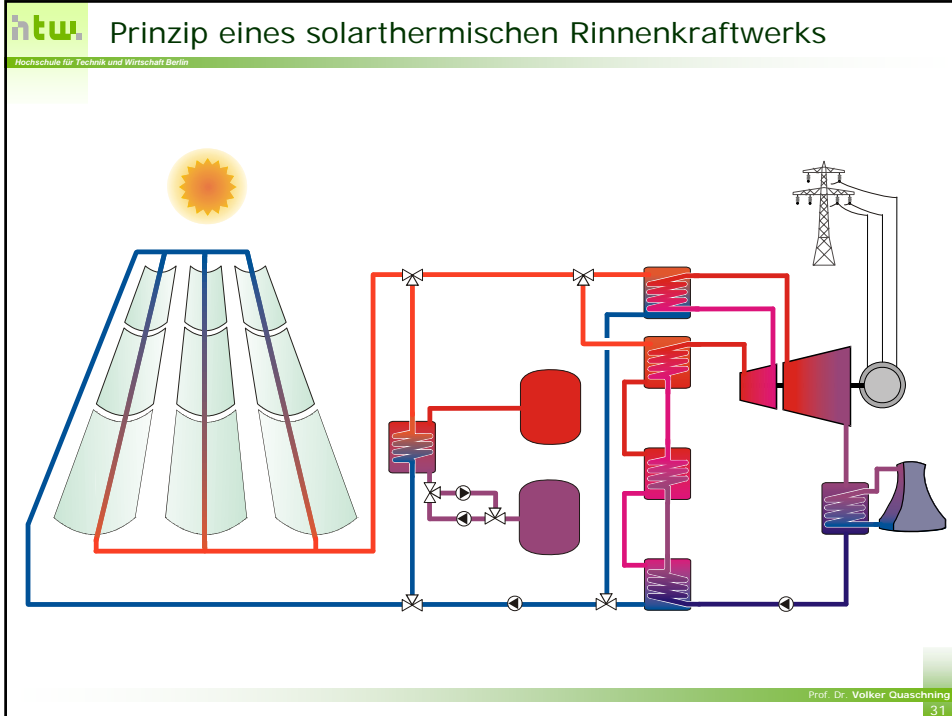 htw.
Prinzip eines solarthermischen Rinnenkraftwerks
Hochschule für Technik und Wirtschaft Berlin
Prof. Dr. Volker Quaschning
31